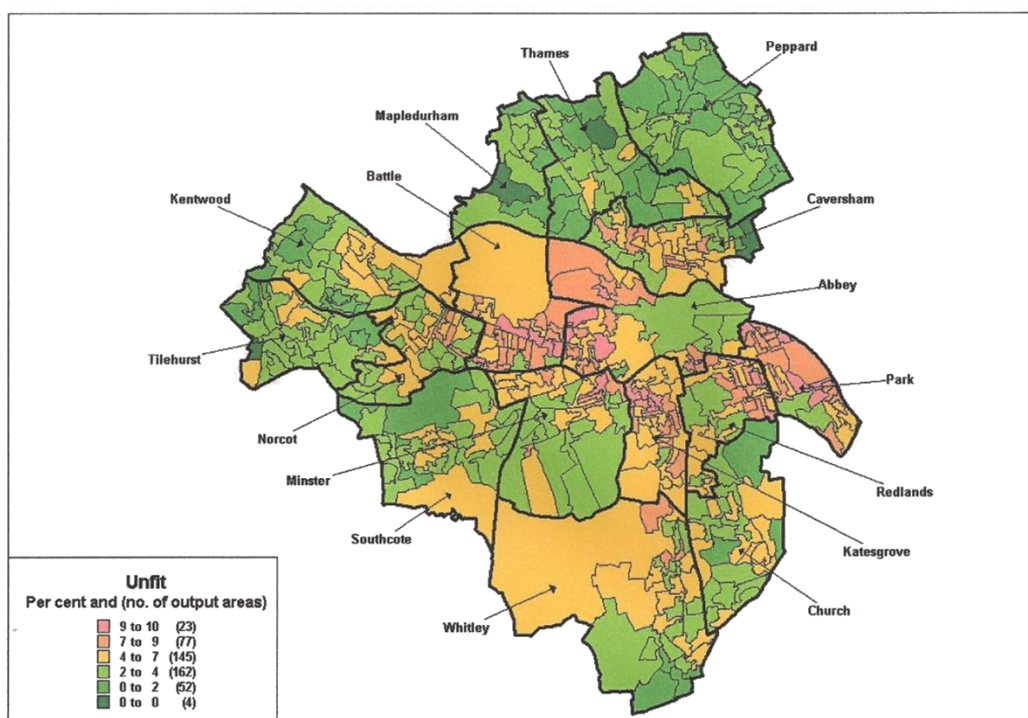 Peppard
Thames
Mapledurham
Battle
Kentwood
Caversham
Abbey
Tilehurst
Park
Norcot
Minster
Redlands
Southcote
Katesgrove
Church
Whitley
Unfit
Per cent and (no. of output areas)
9 to 10 (23)
7 to 9 (77)
4 to 7 (145)
2 to 4 (162)
0 to 2 (52)
0 to 0 (4)